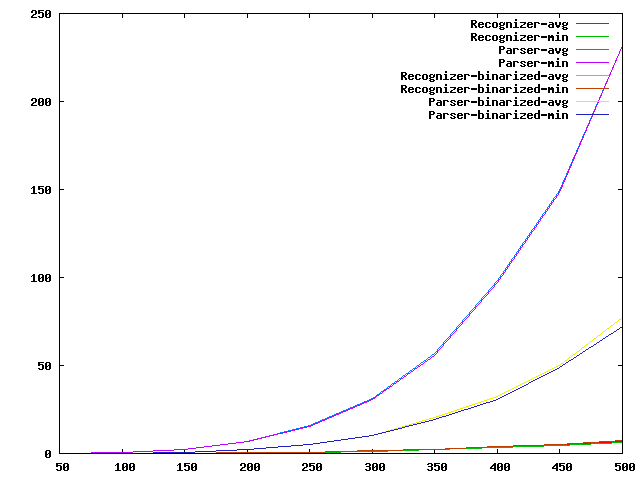 250
200
150
100
50
0
Recognizer-avg
Recognizer-min
Parser-avg
Parser-min
Recognizer-binarized-avg
Recognizer-binarized-min
Parser-binarized-avg
Parser-binarized-min
50 100 150 200 250 300 350 400 450 500